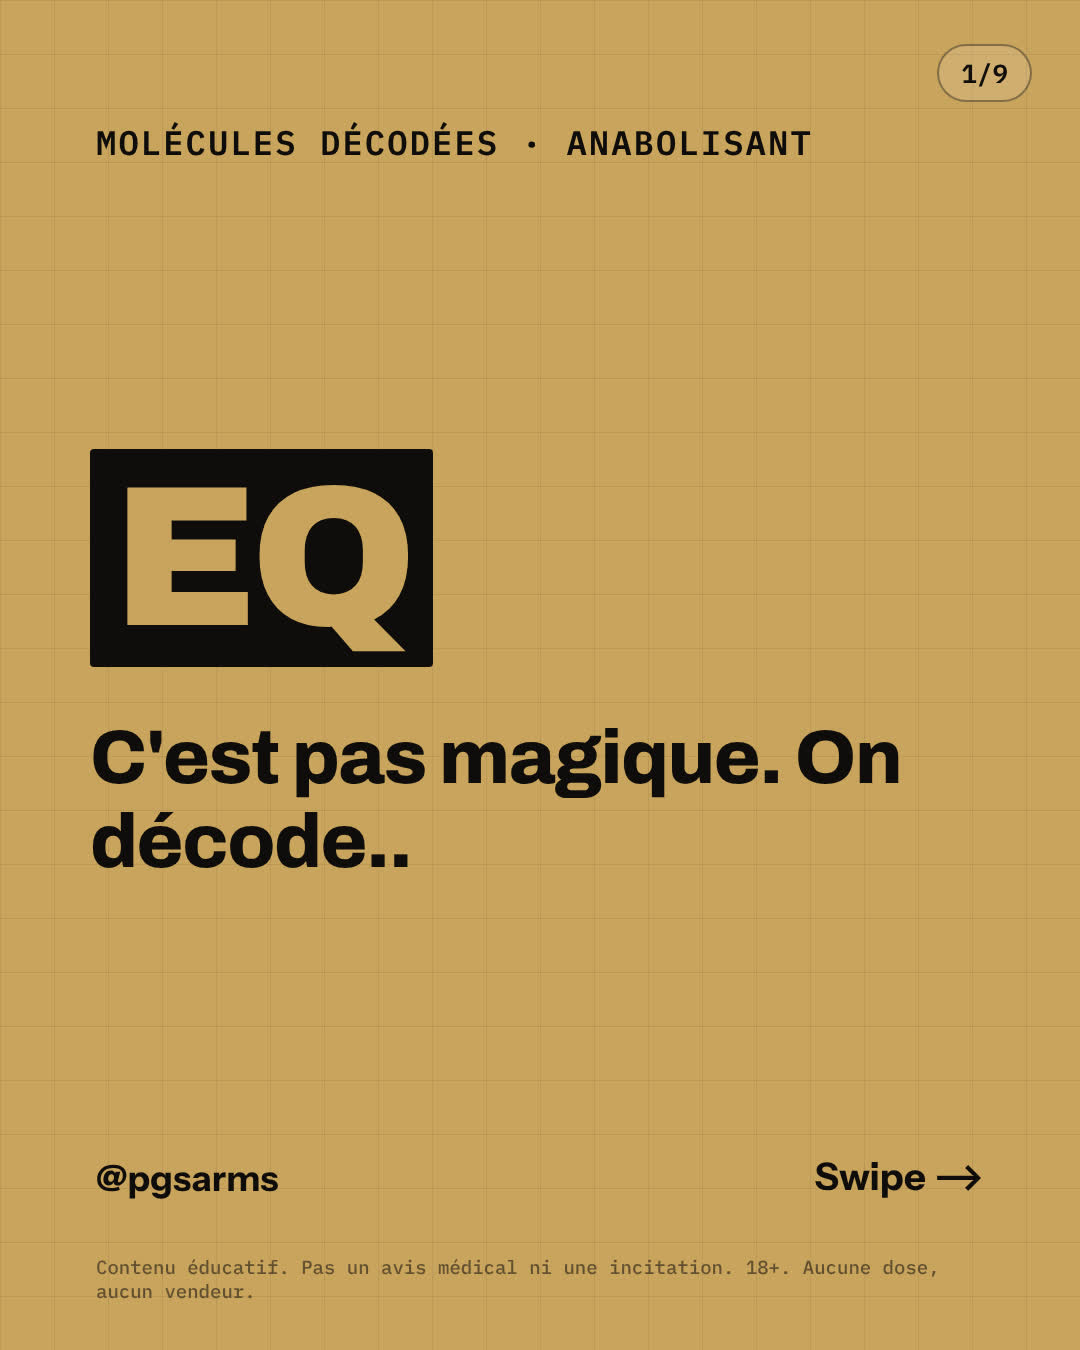 1/9
MOLÉCULES DÉCODÉES · ANABOLISANT
EQ
C'est pas magique. On
décode..
@pgsarms
Swipe →
Contenu éducatif. Pas un avis médical ni une incitation. 18+. Aucune dose,
aucun vendeur.